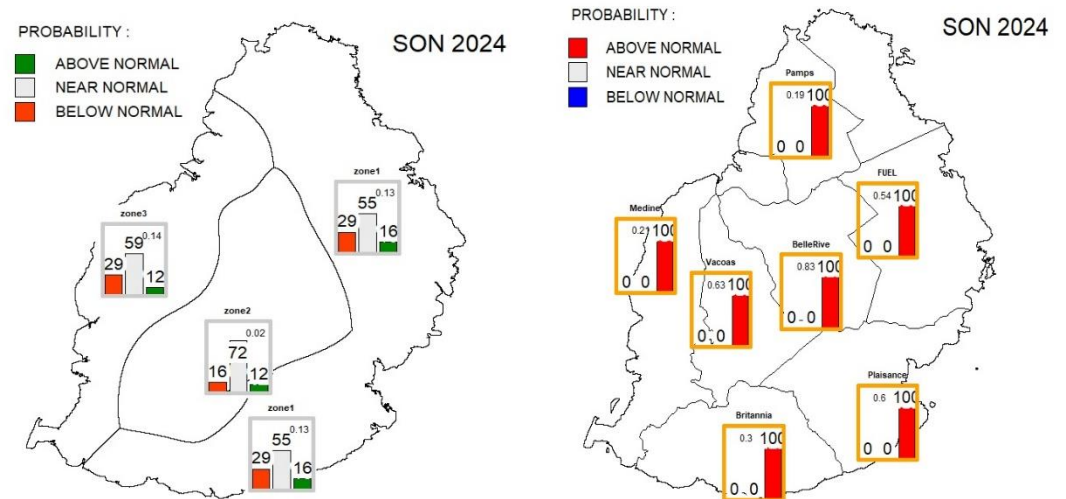 PROBABILITY :
SON 2024
ABOVE NORMAL
NEAR NORMAL
BELOW NORMAL
zone1
0.13
29 55 16
zone3
0.14
29 59 12
zone2
0.02
16 72 12
zone1
0.13
29 55 16
PROBABILITY :
SON 2024
ABOVE NORMAL
NEAR NORMAL
BELOW NORMAL
Pamps
0.19 100
0 0
FUEL
0.54 100
0 0
Medine
0.21 100
0 0
BelleRive
0.83 100
0 0
Vacoas
0.63 100
0 0
Plaisance
0.6 100
0 0
Britannia
0.3 100
0 0